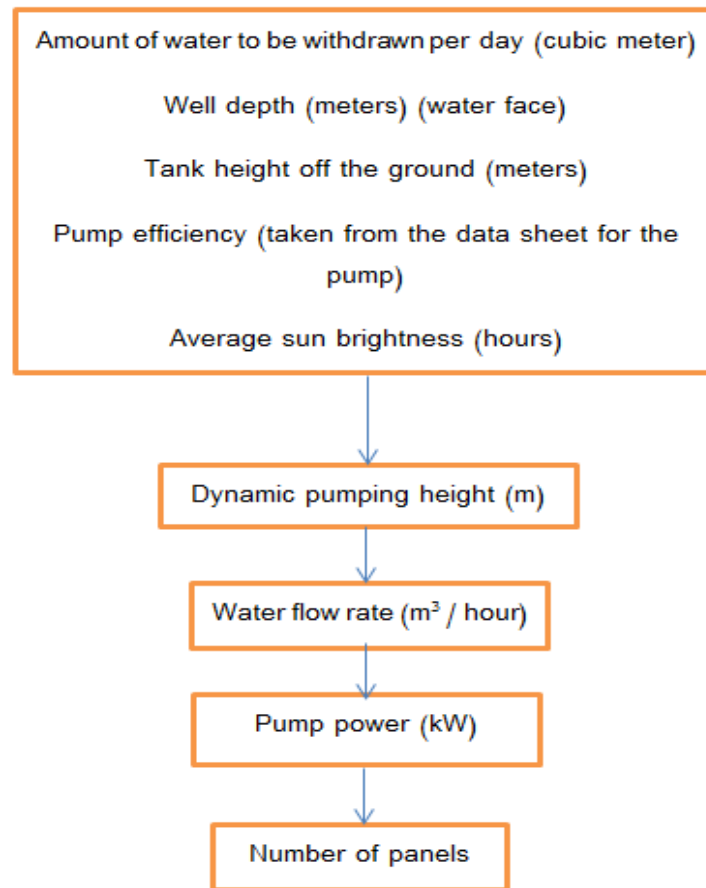 Amount of water to be withdrawn per day (cubic meter)
Well depth (meters) (water face)
Tank height off the ground (meters)
Pump efficiency (taken from the data sheet for the
pump)
Average sun brightness (hours)
Dynamic pumping height (m)
Water flow rate (m³ / hour)
Pump power (kW)
Number of panels